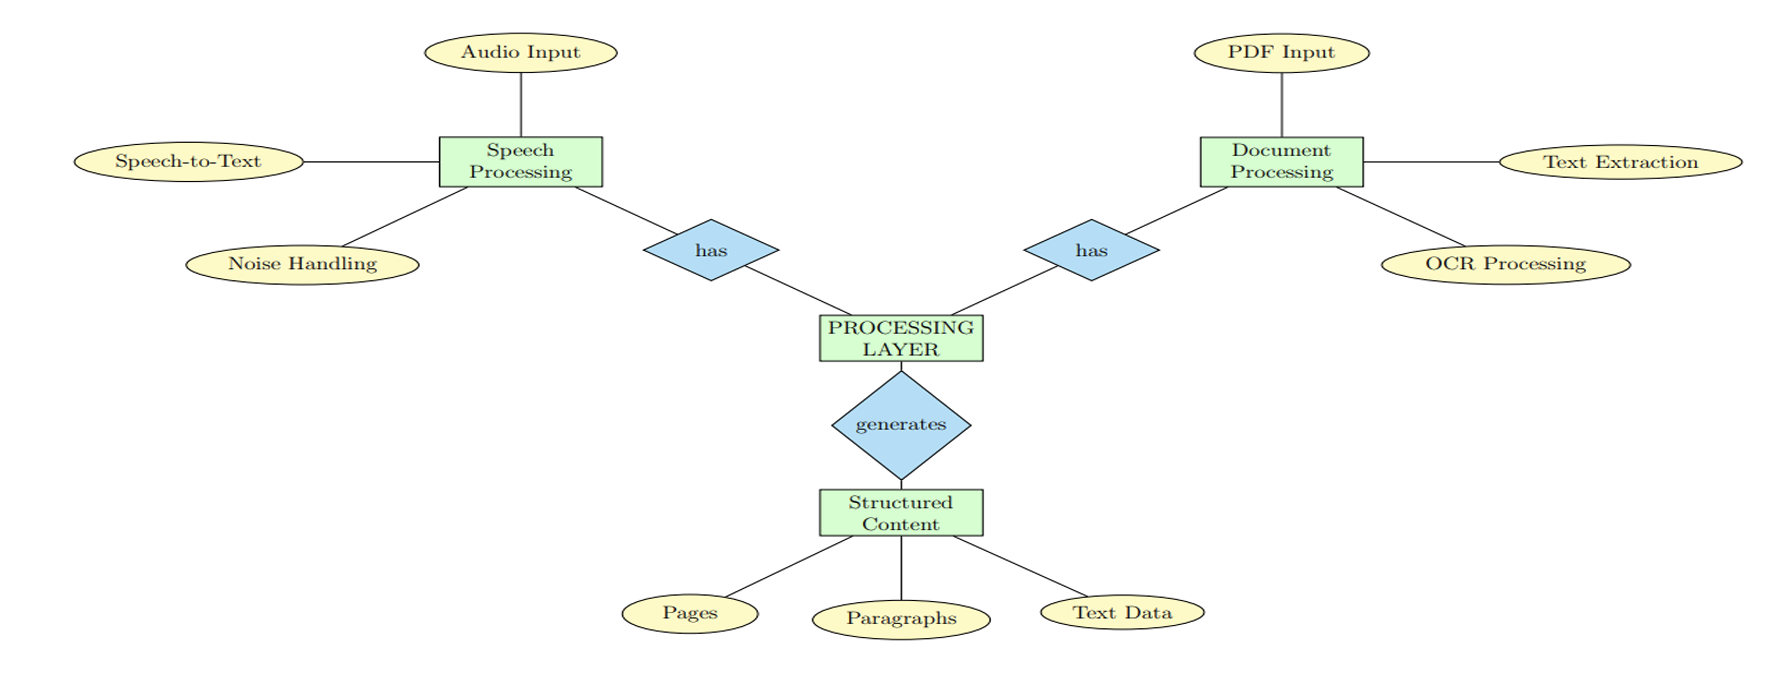 Audio Input
PDF Input
Speech-to-Text
Speech
Processing
Document
Processing
Text Extraction
Noise Handling
has
has
OCR Processing
PROCESSING
LAYER
generates
Structured
Content
Pages
Paragraphs
Text Data